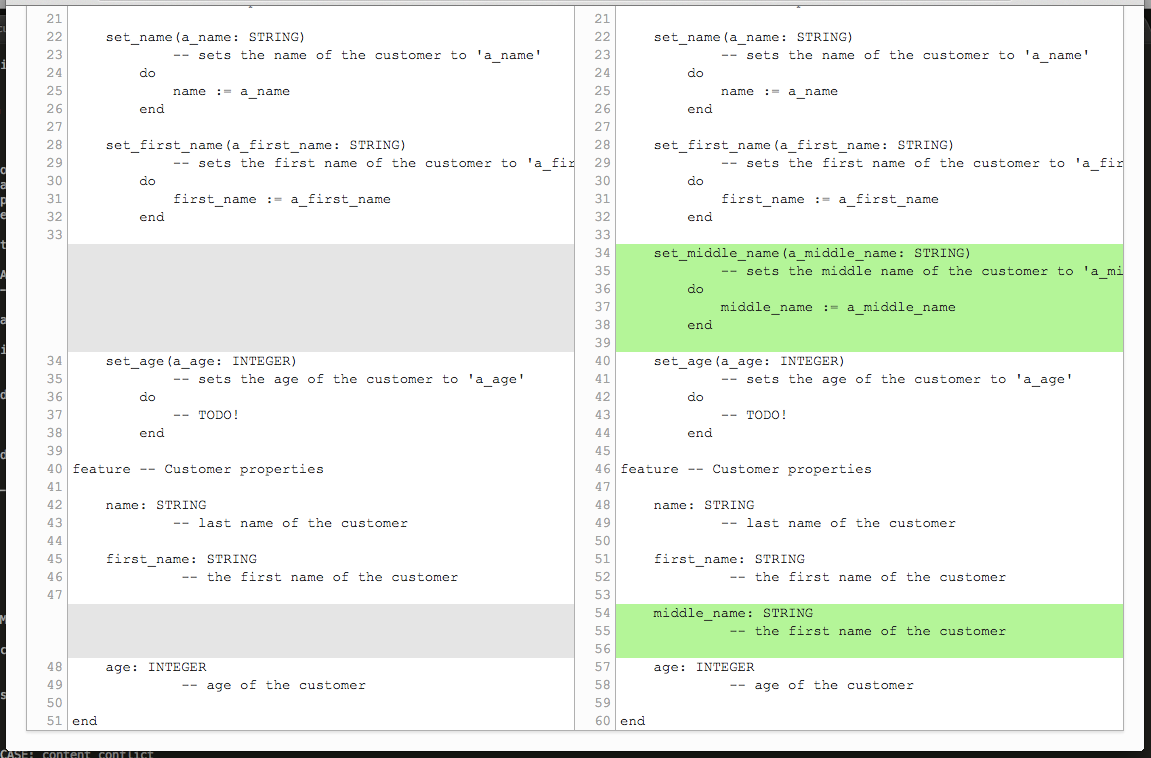 21
22 set_name(a_name: STRING)
23 -- sets the name of the customer to 'a_name'
24 do
25 name := a_name
26 end
27
28 set_first_name(a_first_name: STRING)
29 -- sets the first name of the customer to 'a_fir
30 do
31 first_name := a_first_name
32 end
33
34 set_age(a_age: INTEGER)
35 -- sets the age of the customer to 'a_age'
36 do
37 -- TODO!
38 end
39
40 feature -- Customer properties
41
42 name: STRING
43 -- last name of the customer
44
45 first_name: STRING
46 -- the first name of the customer
47
48 age: INTEGER
49 -- age of the customer
50
51 end
21
22 set_name(a_name: STRING)
23 -- sets the name of the customer to 'a_name'
24 do
25 name := a_name
26 end
27
28 set_first_name(a_first_name: STRING)
29 -- sets the first name of the customer to 'a_fir
30 do
31 first_name := a_first_name
32 end
33
34 set_middle_name(a_middle_name: STRING)
35 -- sets the middle name of the customer to 'a_mi
36 do
37 middle_name := a_middle_name
38 end
39
40 set_age(a_age: INTEGER)
41 -- sets the age of the customer to 'a_age'
42 do
43 -- TODO!
44 end
45
46 feature -- Customer properties
47
48 name: STRING
49 -- last name of the customer
50
51 first_name: STRING
52 -- the first name of the customer
53
54 middle_name: STRING
55 -- the first name of the customer
56
57 age: INTEGER
58 -- age of the customer
59
60 end
CASE: content conflict